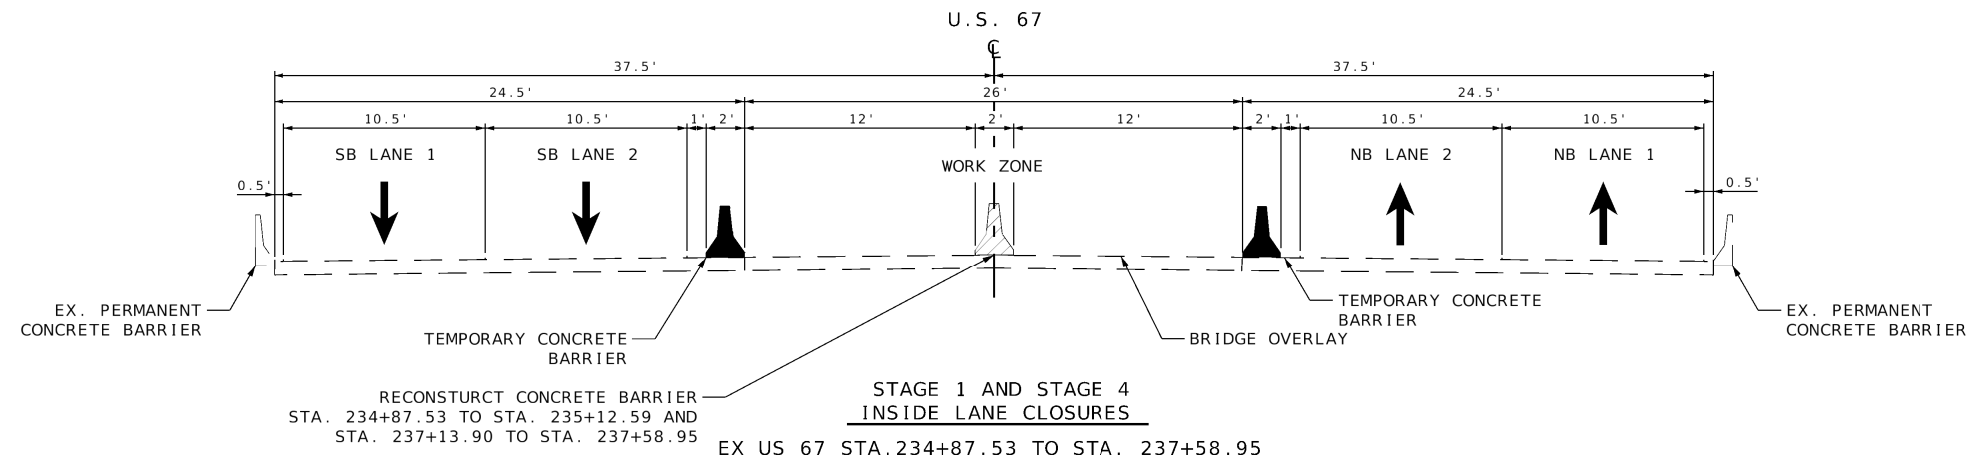 U.S. 67
℄
37.5' 37.5'
24.5' 26' 24.5'
10.5' 10.5' 1' 2' 12' 2' 12' 2' 1' 10.5' 10.5'
SB LANE 1 SB LANE 2 NB LANE 2 NB LANE 1
WORK ZONE
0.5' 0.5'
EX. PERMANENT
CONCRETE BARRIER
TEMPORARY CONCRETE
BARRIER
TEMPORARY CONCRETE
BARRIER
BRIDGE OVERLAY
EX. PERMANENT
CONCRETE BARRIER
RECONSTURCT CONCRETE BARRIER
STA. 234+87.53 TO STA. 235+12.59 AND
STA. 237+13.90 TO STA. 237+58.95
STAGE 1 AND STAGE 4
INSIDE LANE CLOSURES
EX US 67 STA.234+87.53 TO STA. 237+58.95